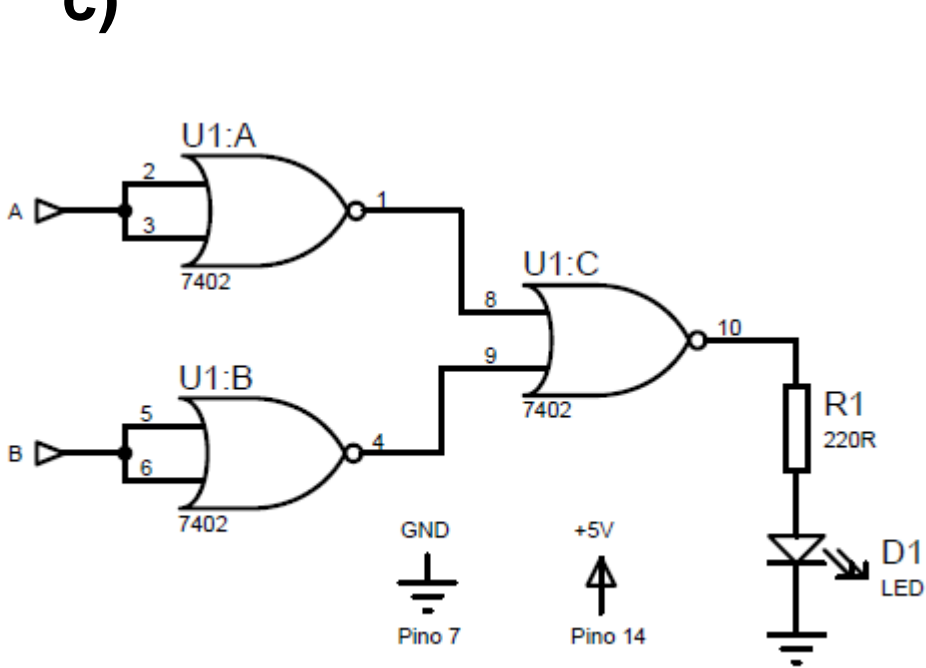 c)
U1:A
A
2
3
1
7402
U1:C
8
9
10
7402
U1:B
B
5
6
4
7402
R1
220R
GND
Pino 7
+5V
Pino 14
D1
LED